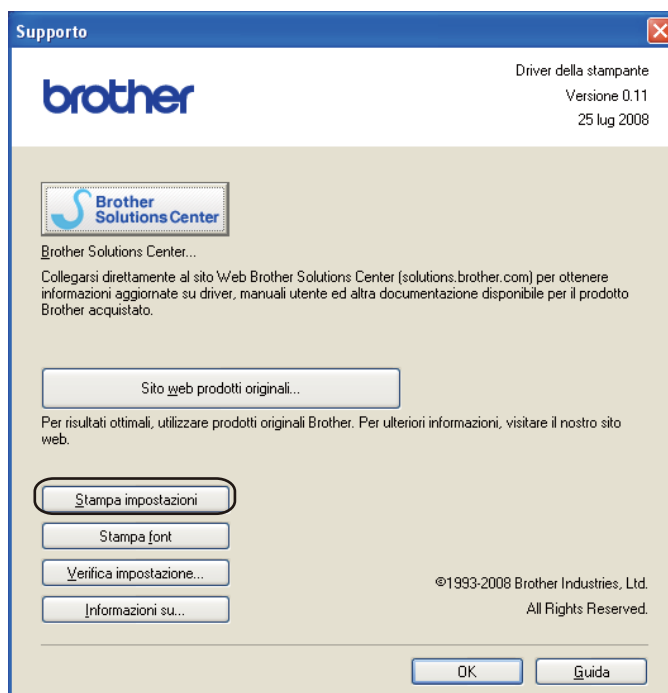 Supporto
brother
Driver della stampante
Versione 0.11
25 lug 2008
Brother
Solutions Center
Brother Solutions Center...
Collegarsi direttamente al sito Web Brother Solutions Center (solutions.brother.com) per ottenere
informazioni aggiornate su driver, manuali utente ed altra documentazione disponibile per il prodotto
Brother acquistato.
Sito web prodotti originali...
Per risultati ottimali, utilizzare prodotti originali Brother. Per ulteriori informazioni, visitare il nostro sito
web.
Stampa impostazioni
Stampa font
Verifica impostazione...
Informazioni su...
©1993-2008 Brother Industries, Ltd.
All Rights Reserved.
OK
Guida